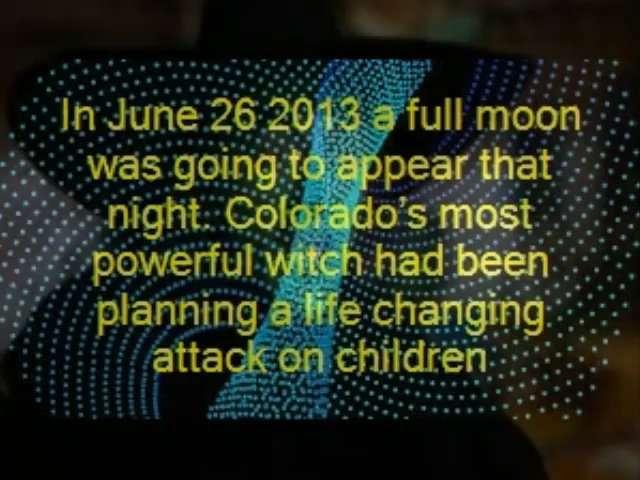 In June 26 2013 a full moon
was going to appear that
night. Colorado’s most
powerful witch had been
planning a life changing
attack on children